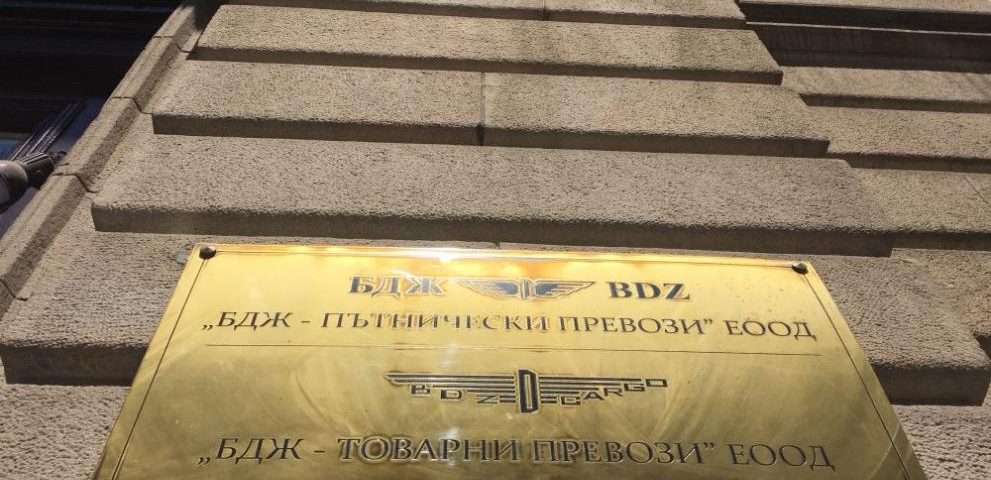 БДЖ BDZ
„БДЖ - ПЪТНИЧЕСКИ ПРЕВОЗИ” ЕООД
BDZ CARGO
„БДЖ - ТОВАРНИ ПРЕВОЗИ” ЕООД